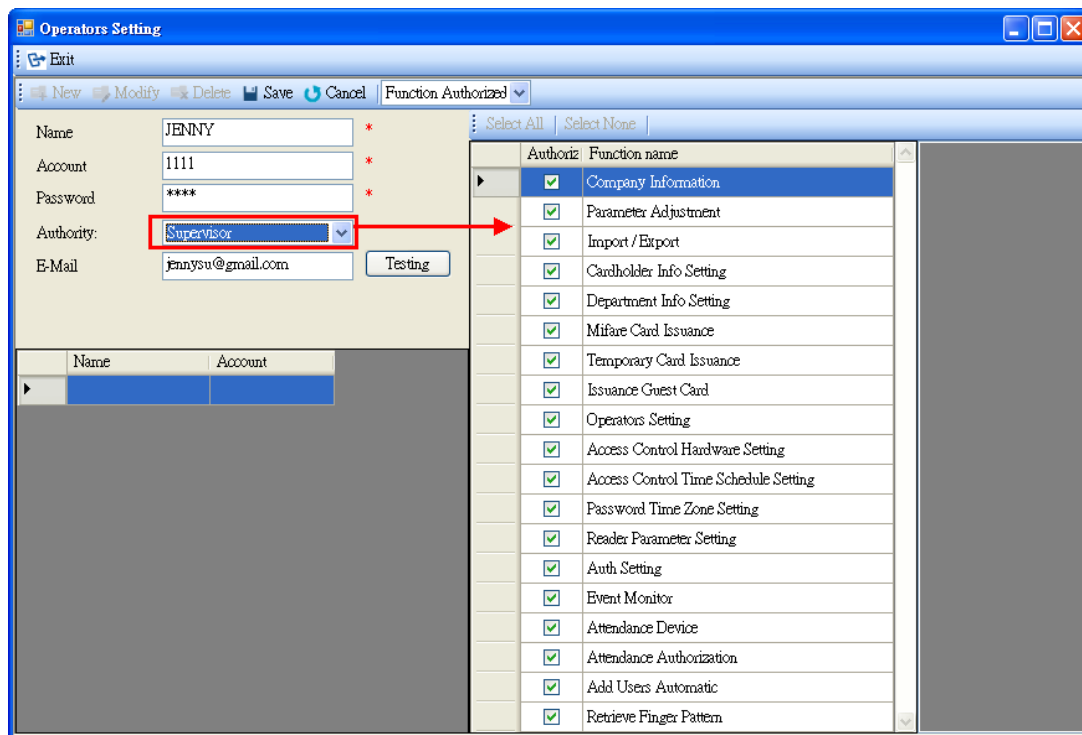 Operators Setting
Exit
New Modify Delete Save Cancel Function Authorized
Name JENNY *
Account 1111 *
Password **** *
Authority: Supervisor
E-Mail jennysu@gmail.com Testing
Name Account
Select All Select None
Authoriz Function name
Company Information
Parameter Adjustment
Import / Export
Cardholder Info Setting
Department Info Setting
Mifare Card Issuance
Temporary Card Issuance
Issuance Guest Card
Operators Setting
Access Control Hardware Setting
Access Control Time Schedule Setting
Password Time Zone Setting
Reader Parameter Setting
Auth Setting
Event Monitor
Attendance Device
Attendance Authorization
Add Users Automatic
Retrieve Finger Pattern